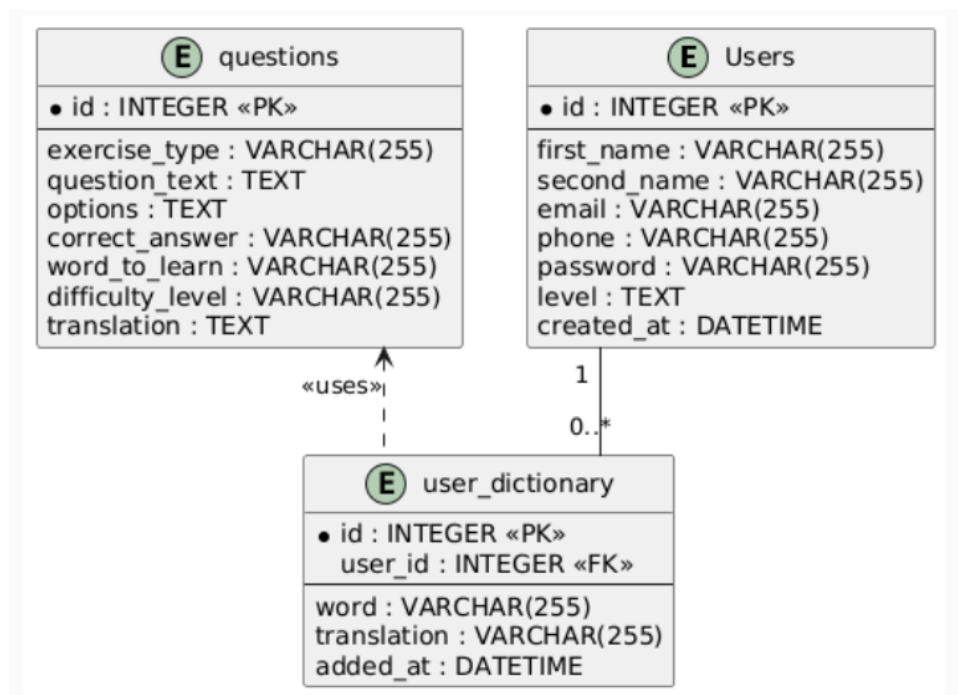 E questions
id : INTEGER «PK»
exercise_type : VARCHAR(255)
question_text : TEXT
options : TEXT
correct_answer : VARCHAR(255)
word_to_learn : VARCHAR(255)
difficulty_level : VARCHAR(255)
translation : TEXT
E Users
id : INTEGER «PK»
first_name : VARCHAR(255)
second_name : VARCHAR(255)
email : VARCHAR(255)
phone : VARCHAR(255)
password : VARCHAR(255)
level : TEXT
created_at : DATETIME
«uses»
1
0..*
E user_dictionary
id : INTEGER «PK»
user_id : INTEGER «FK»
word : VARCHAR(255)
translation : VARCHAR(255)
added_at : DATETIME